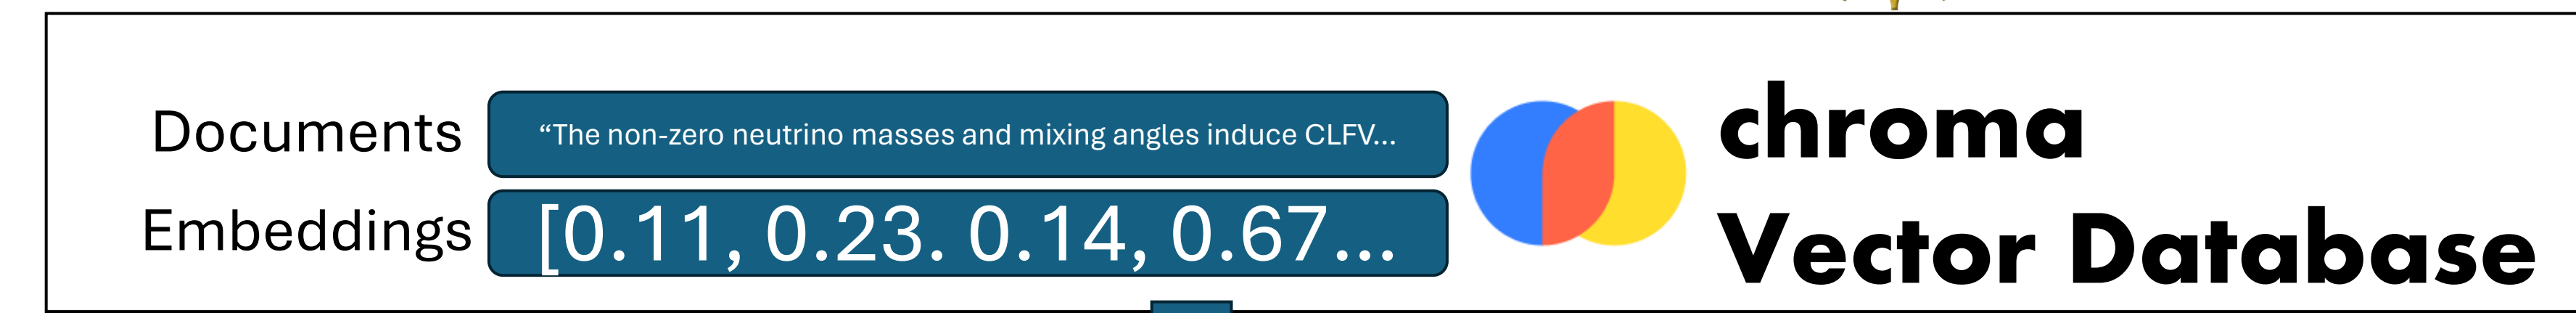 Documents
“The non-zero neutrino masses and mixing angles induce CLFV...
Embeddings
[0.11, 0.23. 0.14, 0.67...
chroma
Vector Database